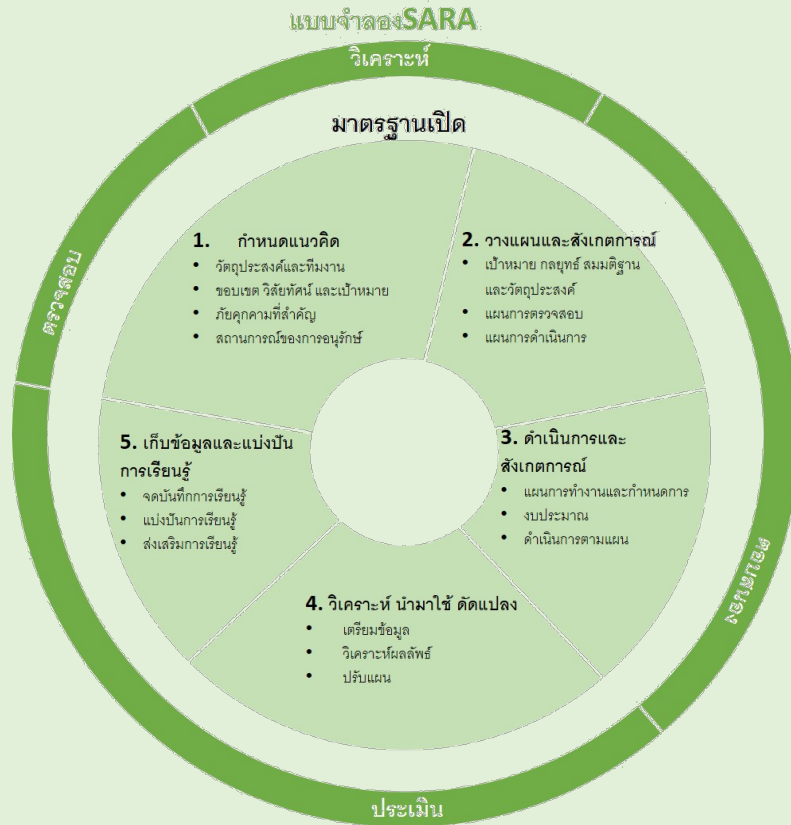 แบบจำลองSARA
วิเคราะห์
มาตรฐานเปิด
1. กำหนดแนวคิด
• วัตถุประสงค์และทีมงาน
• ขอบเขต วิสัยทัศน์ และเป้าหมาย
• ภัยคุกคามที่สำคัญ
• สถานการณ์ของการอนุรักษ์
2. วางแผนและสังเกตการณ์
• เป้าหมาย กลยุทธ์ สมมติฐาน
และวัตถุประสงค์
• แผนการตรวจสอบ
• แผนการดำเนินการ
ตรวจสอบ
3. ดำเนินการและ
สังเกตการณ์
• แผนการทำงานและกำหนดการ
• งบประมาณ
• ดำเนินการตามแผน
5. เก็บข้อมูลและแบ่งปัน
การเรียนรู้
• จดบันทึกการเรียนรู้
• แบ่งปันการเรียนรู้
• ส่งเสริมการเรียนรู้
ตอบสนอง
4. วิเคราะห์ นำมาใช้ ดัดแปลง
• เตรียมข้อมูล
• วิเคราะห์ผลลัพธ์
• ปรับแผน
ประเมิน